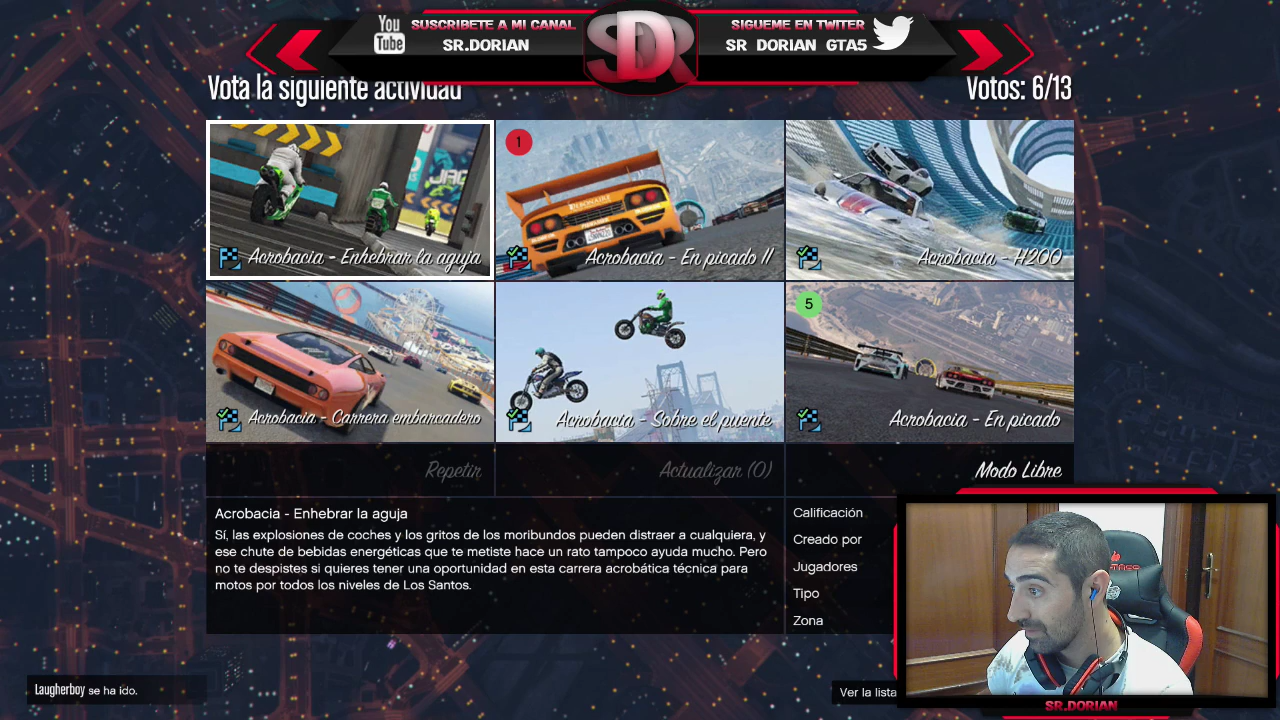 You
Tube
SUSCRIBETE A MI CANAL
SR.DORIAN
SDR
SIGUEME EN TWITER
SR DORIAN GTA5
Vota la siguiente actividad
Votos: 6/13
Acrobacia - Enhebrar la aguja
1
Acrobacia - En picado II
Acrobacia - H200
Acrobacia - Carrera embarcadero
Acrobacia - Sobre el puente
5
Acrobacia - En picado
Repetir
Actualizar (0)
Modo Libre
Acrobacia - Enhebrar la aguja
Sí, las explosiones de coches y los gritos de los moribundos pueden distraer a cualquiera, y
ese chute de bebidas energéticas que te metiste hace un rato tampoco ayuda mucho. Pero
no te despistes si quieres tener una oportunidad en esta carrera acrobática técnica para
motos por todos los niveles de Los Santos.
Calificación
Creado por
Jugadores
Tipo
Zona
Laugherboy se ha ido.
Ver la lista
SR.DORIAN